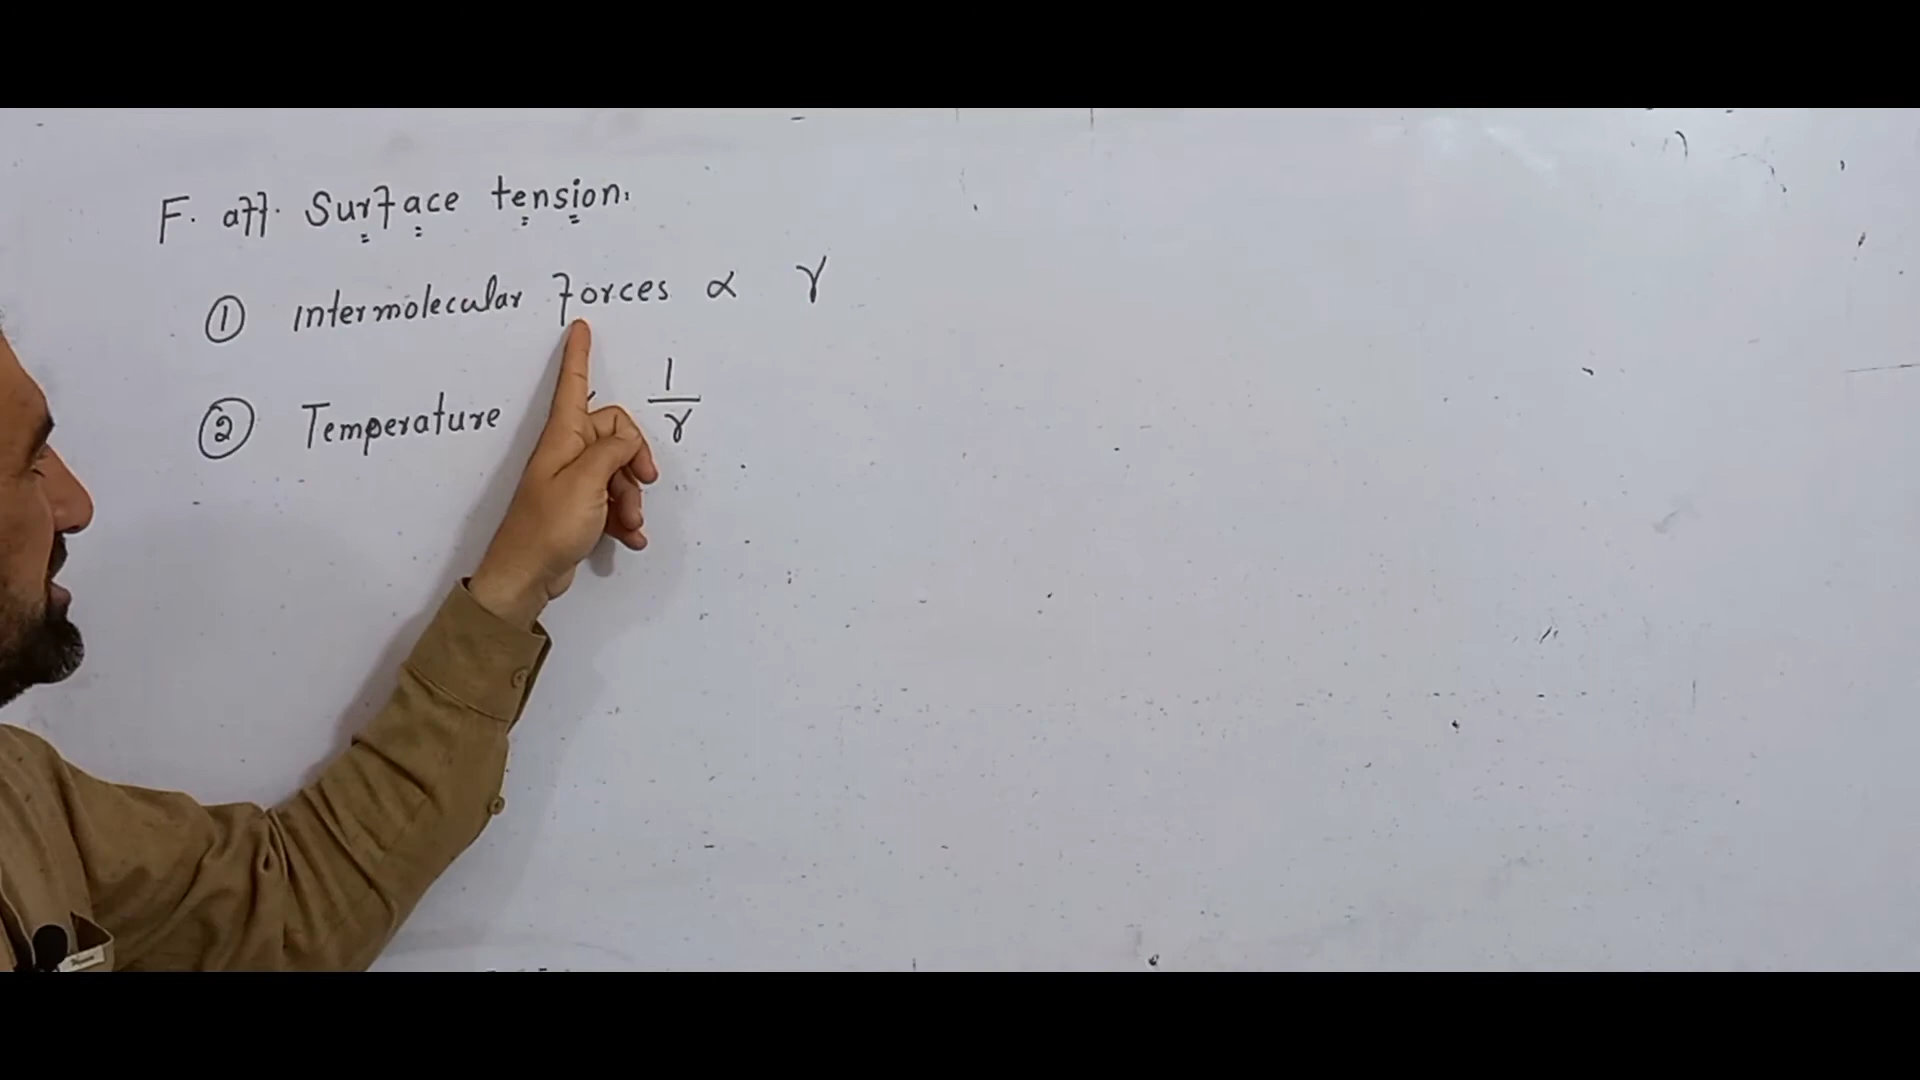 F. aff. Surface tension.
① Intermolecular forces ∝ γ
② Temperature 1/γ